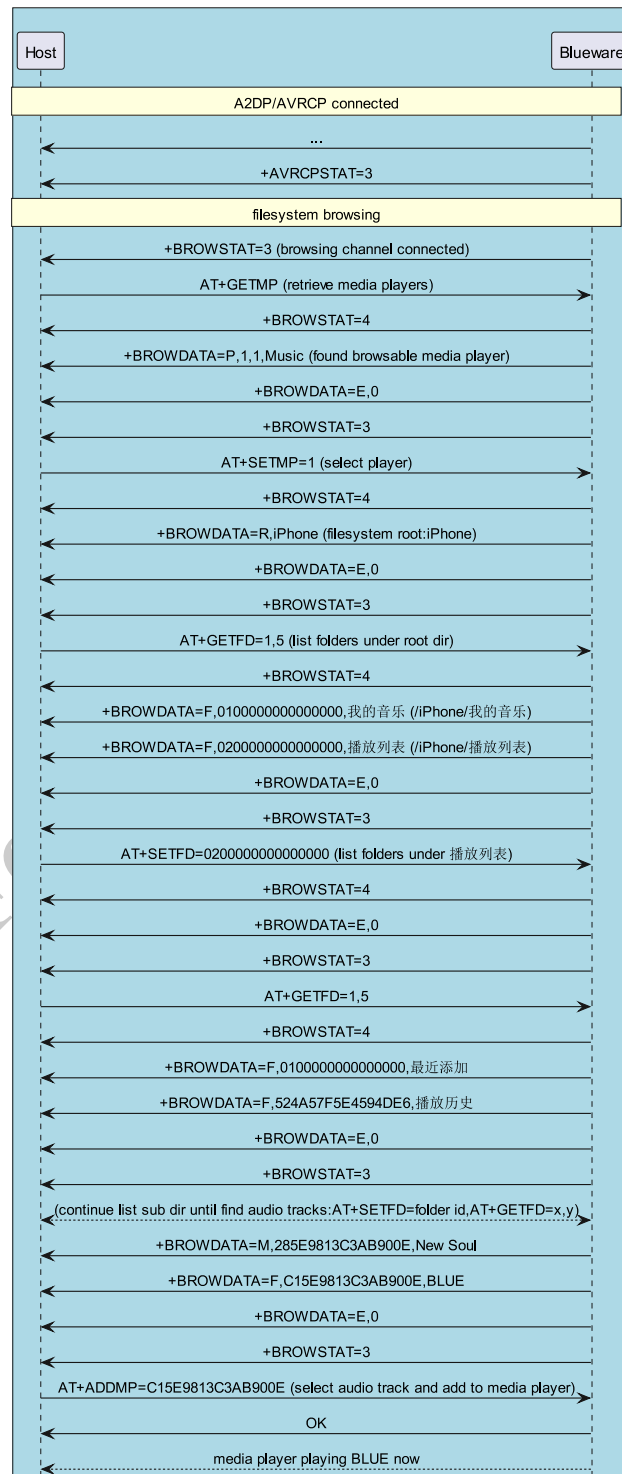 Host
Blueware
A2DP/AVRCP connected
...
+AVRCPSTAT=3
filesystem browsing
+BROWSTAT=3 (browsing channel connected)
AT+GETMP (retrieve media players)
+BROWSTAT=4
+BROWDATA=P,1,1,Music (found browsable media player)
+BROWDATA=E,0
+BROWSTAT=3
AT+SETMP=1 (select player)
+BROWSTAT=4
+BROWDATA=R,iPhone (filesystem root:iPhone)
+BROWDATA=E,0
+BROWSTAT=3
AT+GETFD=1,5 (list folders under root dir)
+BROWSTAT=4
+BROWDATA=F,0100000000000000,我的音乐 (/iPhone/我的音乐)
+BROWDATA=F,0200000000000000,播放列表 (/iPhone/播放列表)
+BROWDATA=E,0
+BROWSTAT=3
AT+SETFD=0200000000000000 (list folders under 播放列表)
+BROWSTAT=4
+BROWDATA=E,0
+BROWSTAT=3
AT+GETFD=1,5
+BROWSTAT=4
+BROWDATA=F,0100000000000000,最近添加
+BROWDATA=F,524A57F5E4594DE6,播放历史
+BROWDATA=E,0
+BROWSTAT=3
(continue list sub dir until find audio tracks:AT+SETFD=folder id,AT+GETFD=x,y)
+BROWDATA=M,285E9813C3AB900E,New Soul
+BROWDATA=F,C15E9813C3AB900E,BLUE
+BROWDATA=E,0
+BROWSTAT=3
AT+ADDMP=C15E9813C3AB900E (select audio track and add to media player)
OK
media player playing BLUE now